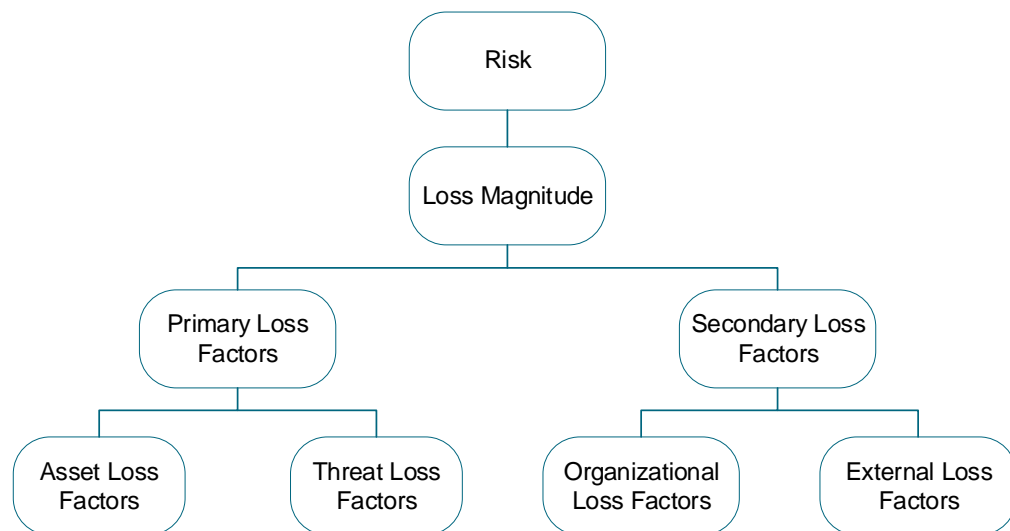 Risk
Loss Magnitude
Primary Loss
Factors
Secondary Loss
Factors
Asset Loss
Factors
Threat Loss
Factors
Organizational
Loss Factors
External Loss
Factors